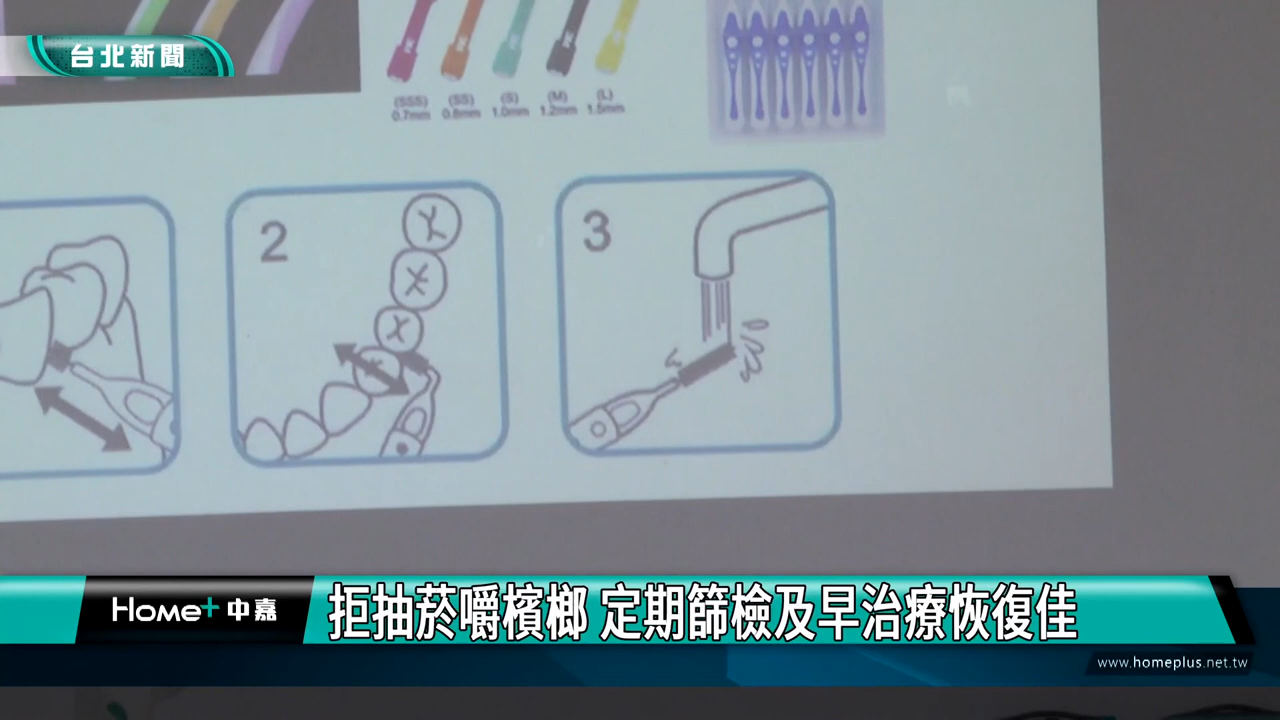 台北新聞
(SSS) (SS) (S) (M) (L)
0.7mm 0.8mm 1.0mm 1.2mm 1.5mm
2
3
Home+中嘉
拒抽菸嚼檳榔 定期篩檢及早治療恢復佳
www.homeplus.net.tw